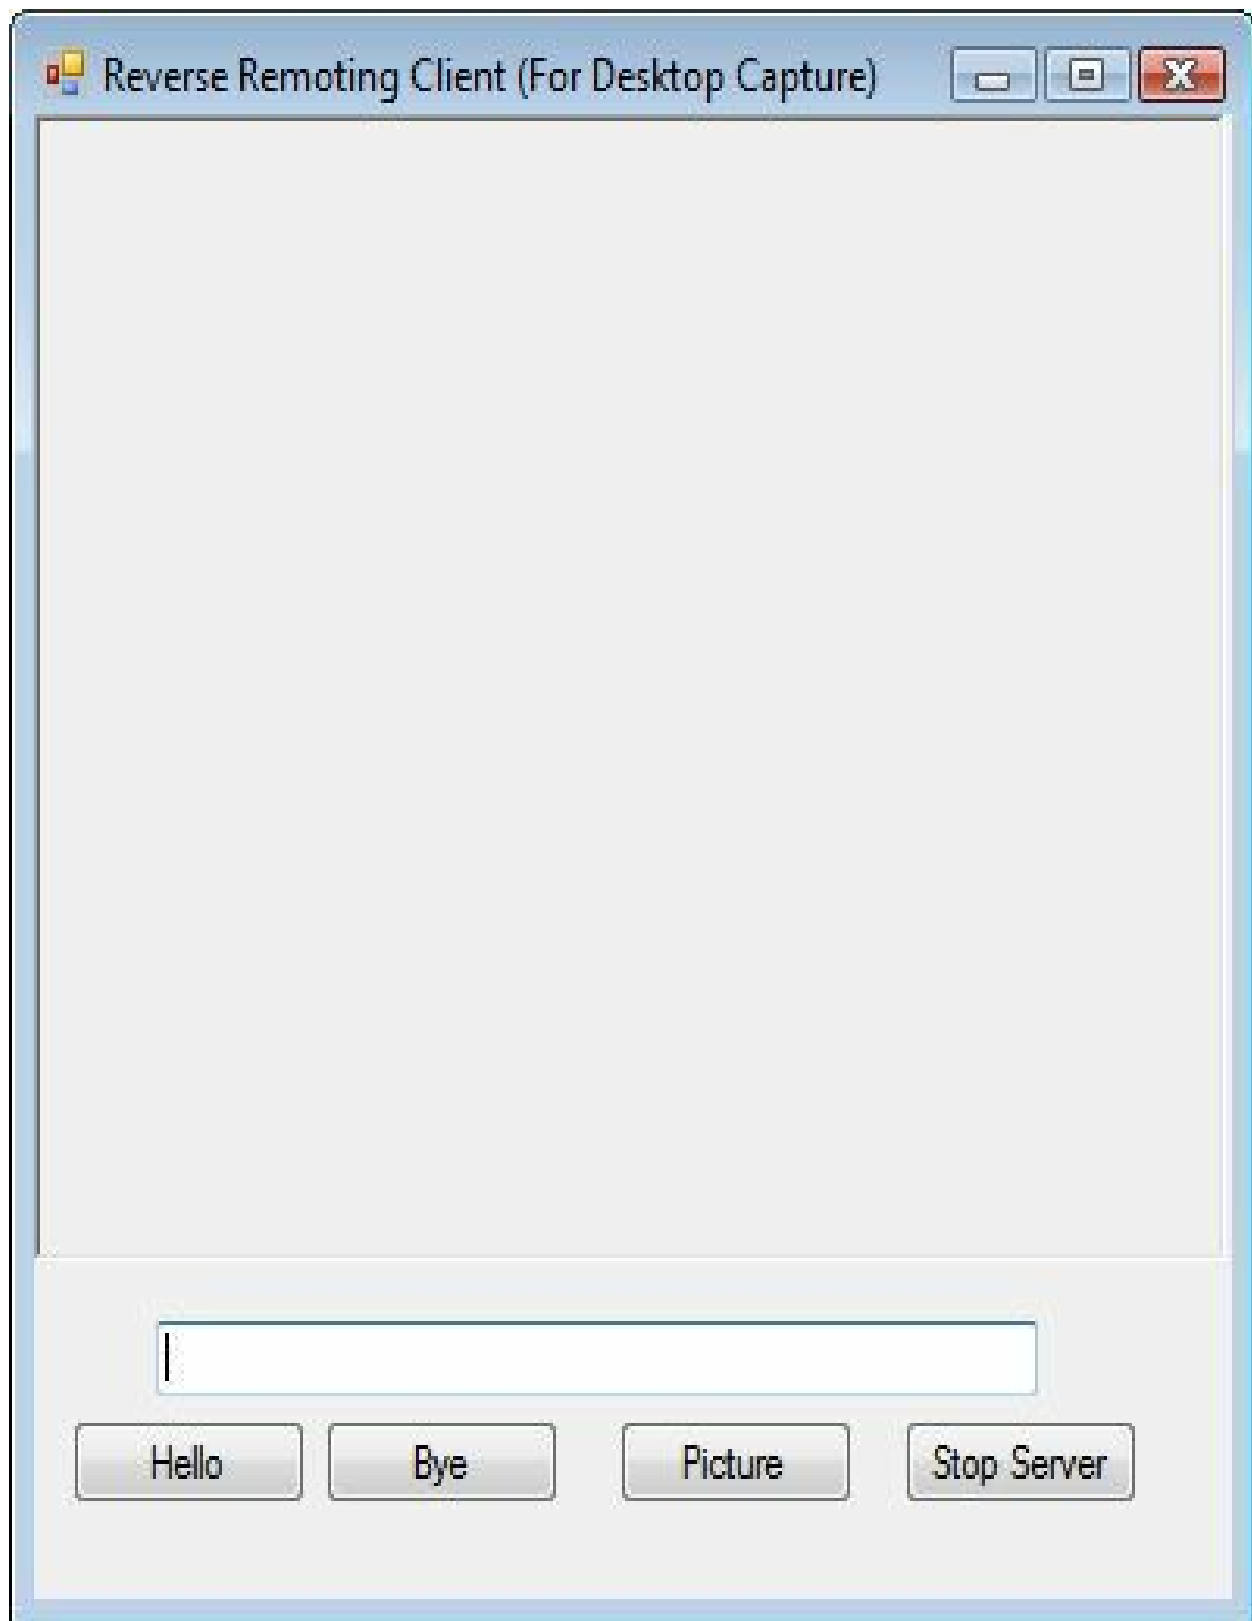 Reverse Remoting Client (For Desktop Capture)
Hello Bye Picture Stop Server